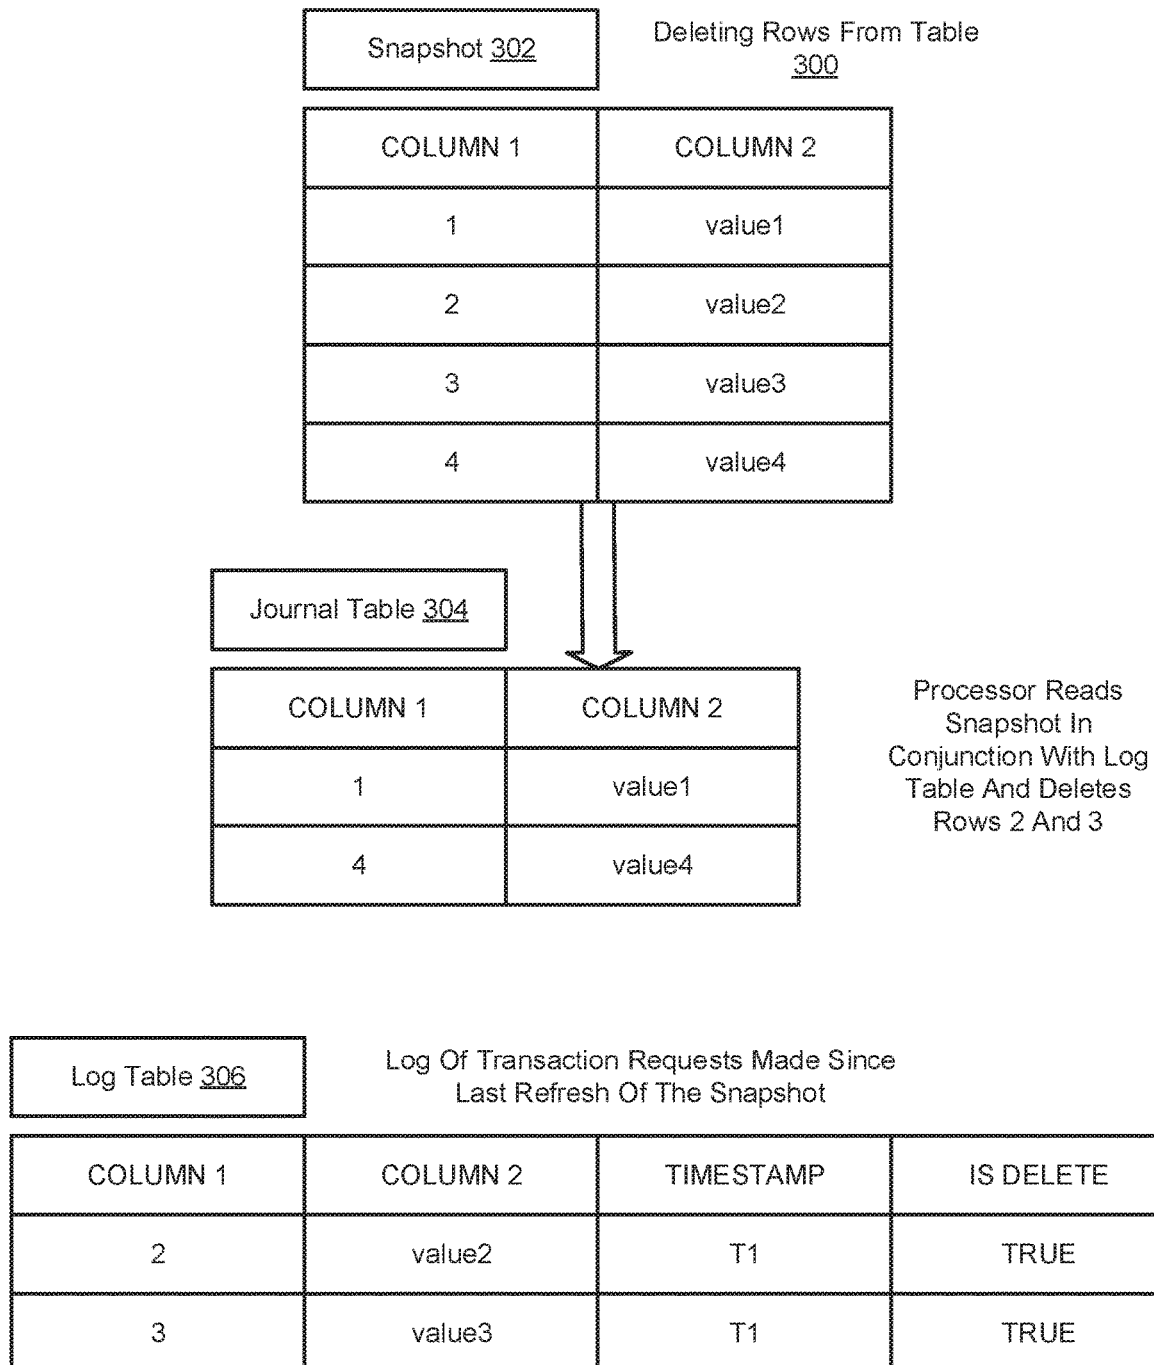 Snapshot 302
Deleting Rows From Table
300
COLUMN 1 COLUMN 2
1 value1
2 value2
3 value3
4 value4
Journal Table 304
COLUMN 1 COLUMN 2
1 value1
4 value4
Processor Reads
Snapshot In
Conjunction With Log
Table And Deletes
Rows 2 And 3
Log Table 306
Log Of Transaction Requests Made Since
Last Refresh Of The Snapshot
COLUMN 1 COLUMN 2 TIMESTAMP IS DELETE
2 value2 T1 TRUE
3 value3 T1 TRUE